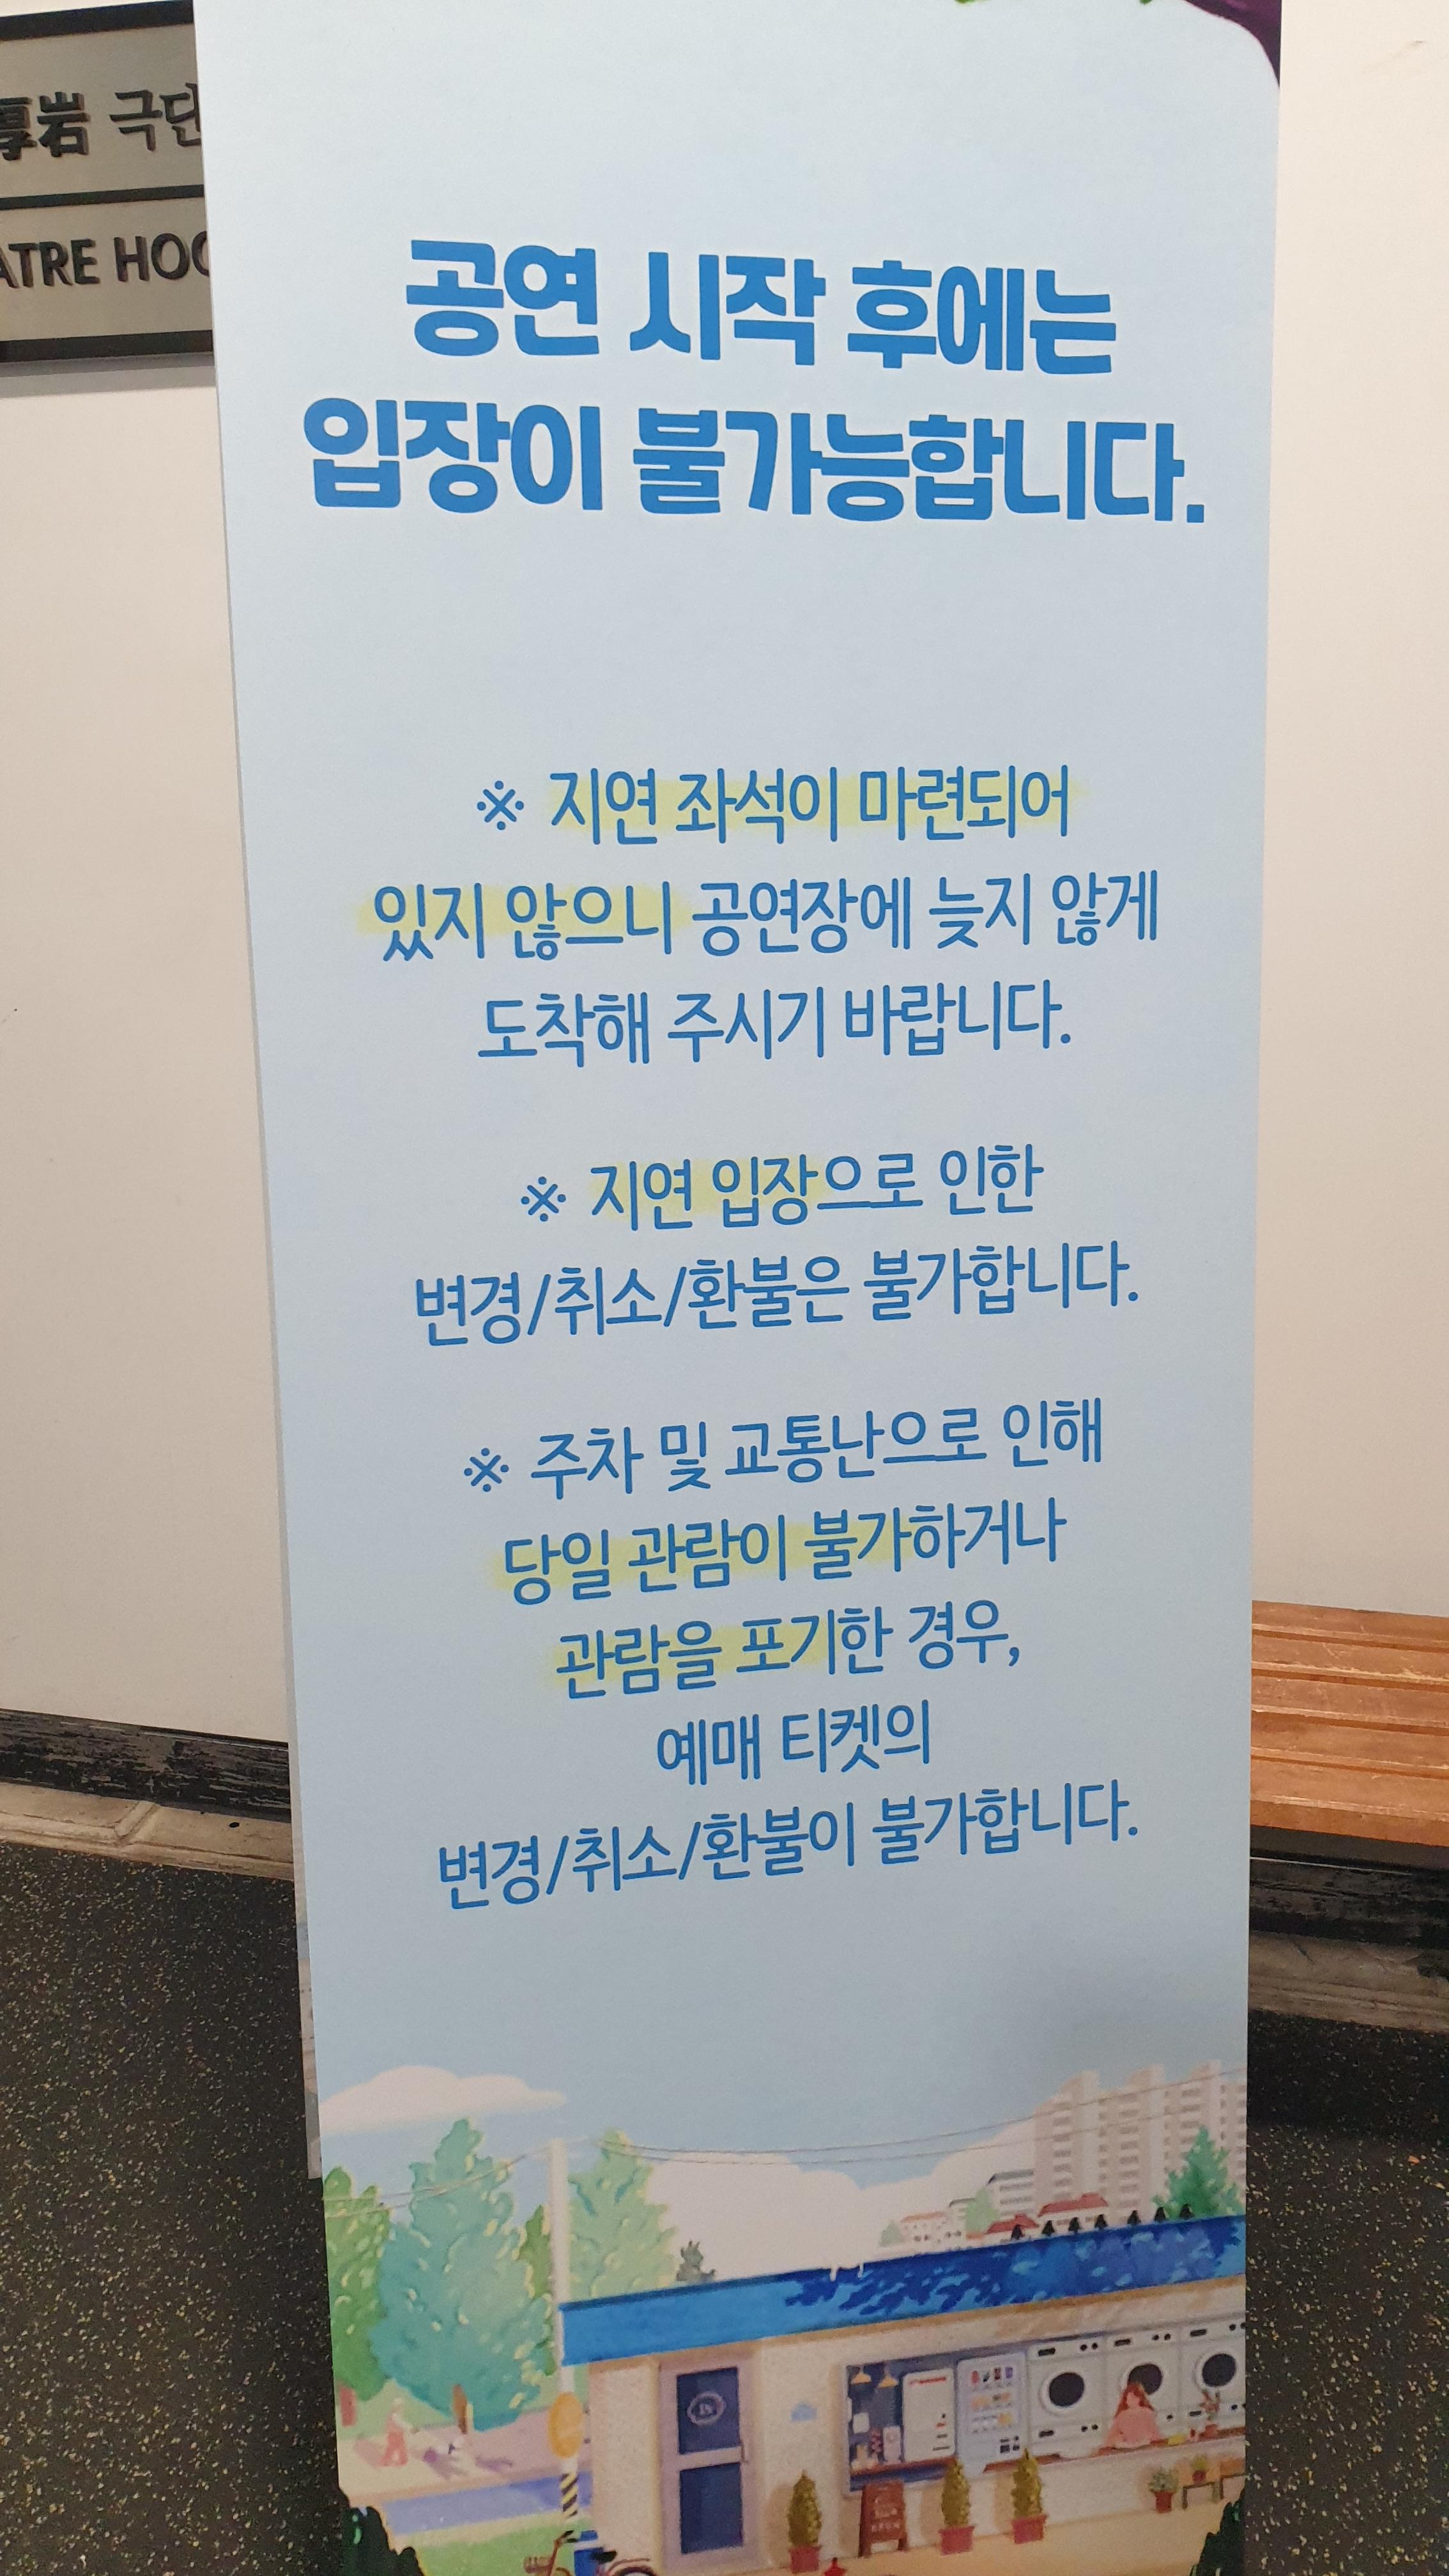 厚岩 극단
ATRE HOO
공연 시작 후에는
입장이 불가능합니다.
※ 지연 좌석이 마련되어
있지 않으니 공연장에 늦지 않게
도착해 주시기 바랍니다.
※ 지연 입장으로 인한
변경/취소/환불은 불가합니다.
※ 주차 및 교통난으로 인해
당일 관람이 불가하거나
관람을 포기한 경우,
예매 티켓의
변경/취소/환불이 불가합니다.